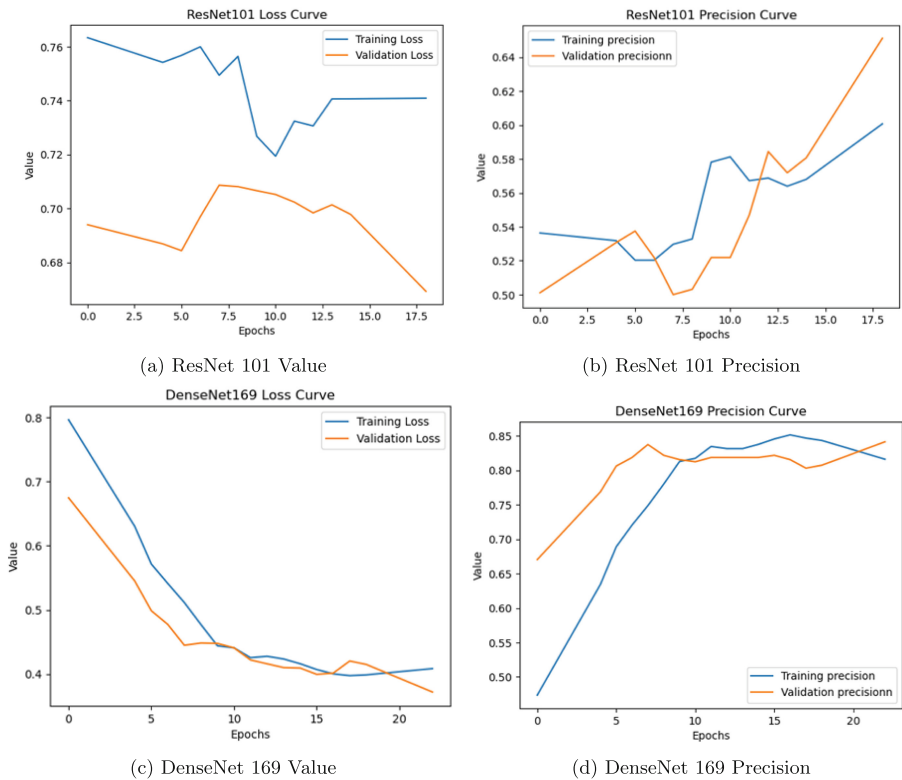 ResNet101 Loss Curve
Training Loss
Validation Loss
0.76
0.74
0.72
0.70
0.68
Value
0.0 2.5 5.0 7.5 10.0 12.5 15.0 17.5
Epochs
(a) ResNet 101 Value
ResNet101 Precision Curve
Training precision
Validation precisionn
0.64
0.62
0.60
0.58
0.56
0.54
0.52
0.50
Value
0.0 2.5 5.0 7.5 10.0 12.5 15.0 17.5
Epochs
(b) ResNet 101 Precision
DenseNet169 Loss Curve
Training Loss
Validation Loss
0.8
0.7
0.6
0.5
0.4
Value
0 5 10 15 20
Epochs
(c) DenseNet 169 Value
DenseNet169 Precision Curve
0.85
0.80
0.75
0.70
0.65
0.60
0.55
0.50
Value
Training precision
Validation precisionn
0 5 10 15 20
Epochs
(d) DenseNet 169 Precision